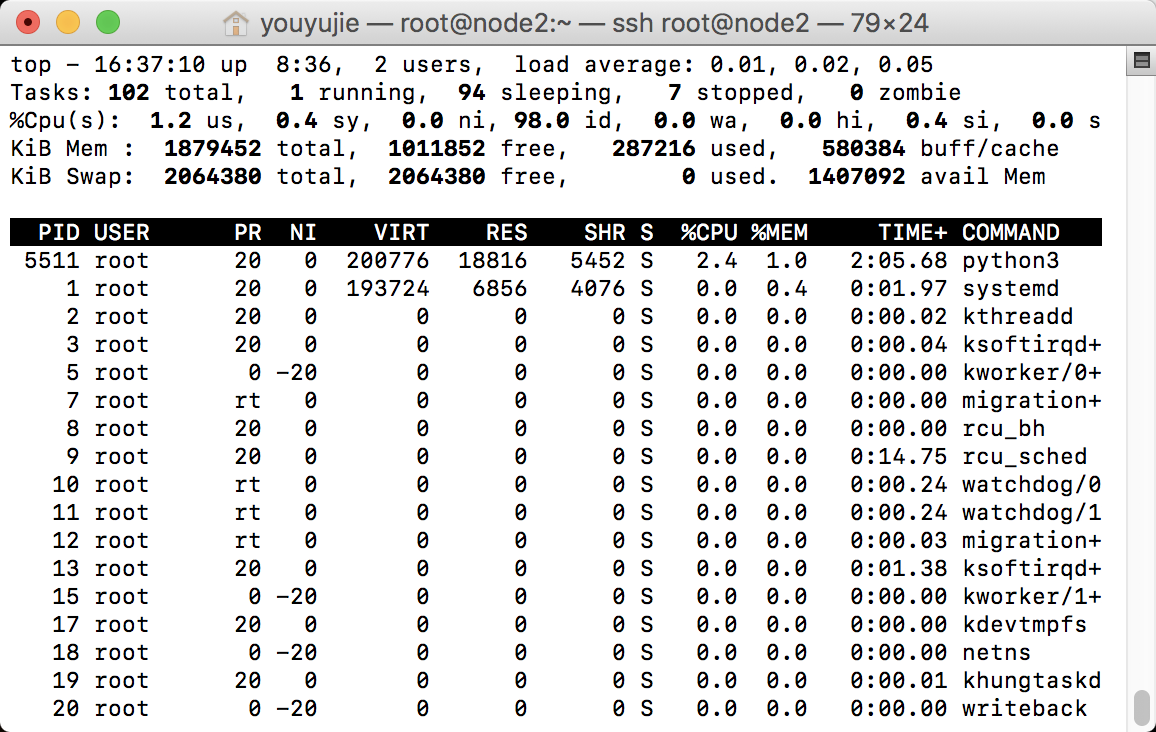 youyujie — root@node2:~ — ssh root@node2 — 79×24
top - 16:37:10 up  8:36,  2 users,  load average: 0.01, 0.02, 0.05
Tasks: 102 total,   1 running,  94 sleeping,   7 stopped,   0 zombie
%Cpu(s):  1.2 us,  0.4 sy,  0.0 ni, 98.0 id,  0.0 wa,  0.0 hi,  0.4 si,  0.0 s
KiB Mem :  1879452 total,  1011852 free,   287216 used,   580384 buff/cache
KiB Swap:  2064380 total,  2064380 free,        0 used.  1407092 avail Mem
  PID USER      PR  NI    VIRT    RES    SHR S  %CPU %MEM     TIME+ COMMAND
 5511 root      20   0  200776  18816   5452 S   2.4  1.0   2:05.68 python3
    1 root      20   0  193724   6856   4076 S   0.0  0.4   0:01.97 systemd
    2 root      20   0       0      0      0 S   0.0  0.0   0:00.02 kthreadd
    3 root      20   0       0      0      0 S   0.0  0.0   0:00.04 ksoftirqd+
    5 root       0 -20       0      0      0 S   0.0  0.0   0:00.00 kworker/0+
    7 root      rt   0       0      0      0 S   0.0  0.0   0:00.00 migration+
    8 root      20   0       0      0      0 S   0.0  0.0   0:00.00 rcu_bh
    9 root      20   0       0      0      0 S   0.0  0.0   0:14.75 rcu_sched
   10 root      rt   0       0      0      0 S   0.0  0.0   0:00.24 watchdog/0
   11 root      rt   0       0      0      0 S   0.0  0.0   0:00.24 watchdog/1
   12 root      rt   0       0      0      0 S   0.0  0.0   0:00.03 migration+
   13 root      20   0       0      0      0 S   0.0  0.0   0:01.38 ksoftirqd+
   15 root       0 -20       0      0      0 S   0.0  0.0   0:00.00 kworker/1+
   17 root      20   0       0      0      0 S   0.0  0.0   0:00.00 kdevtmpfs
   18 root       0 -20       0      0      0 S   0.0  0.0   0:00.00 netns
   19 root      20   0       0      0      0 S   0.0  0.0   0:00.01 khungtaskd
   20 root       0 -20       0      0      0 S   0.0  0.0   0:00.00 writeback